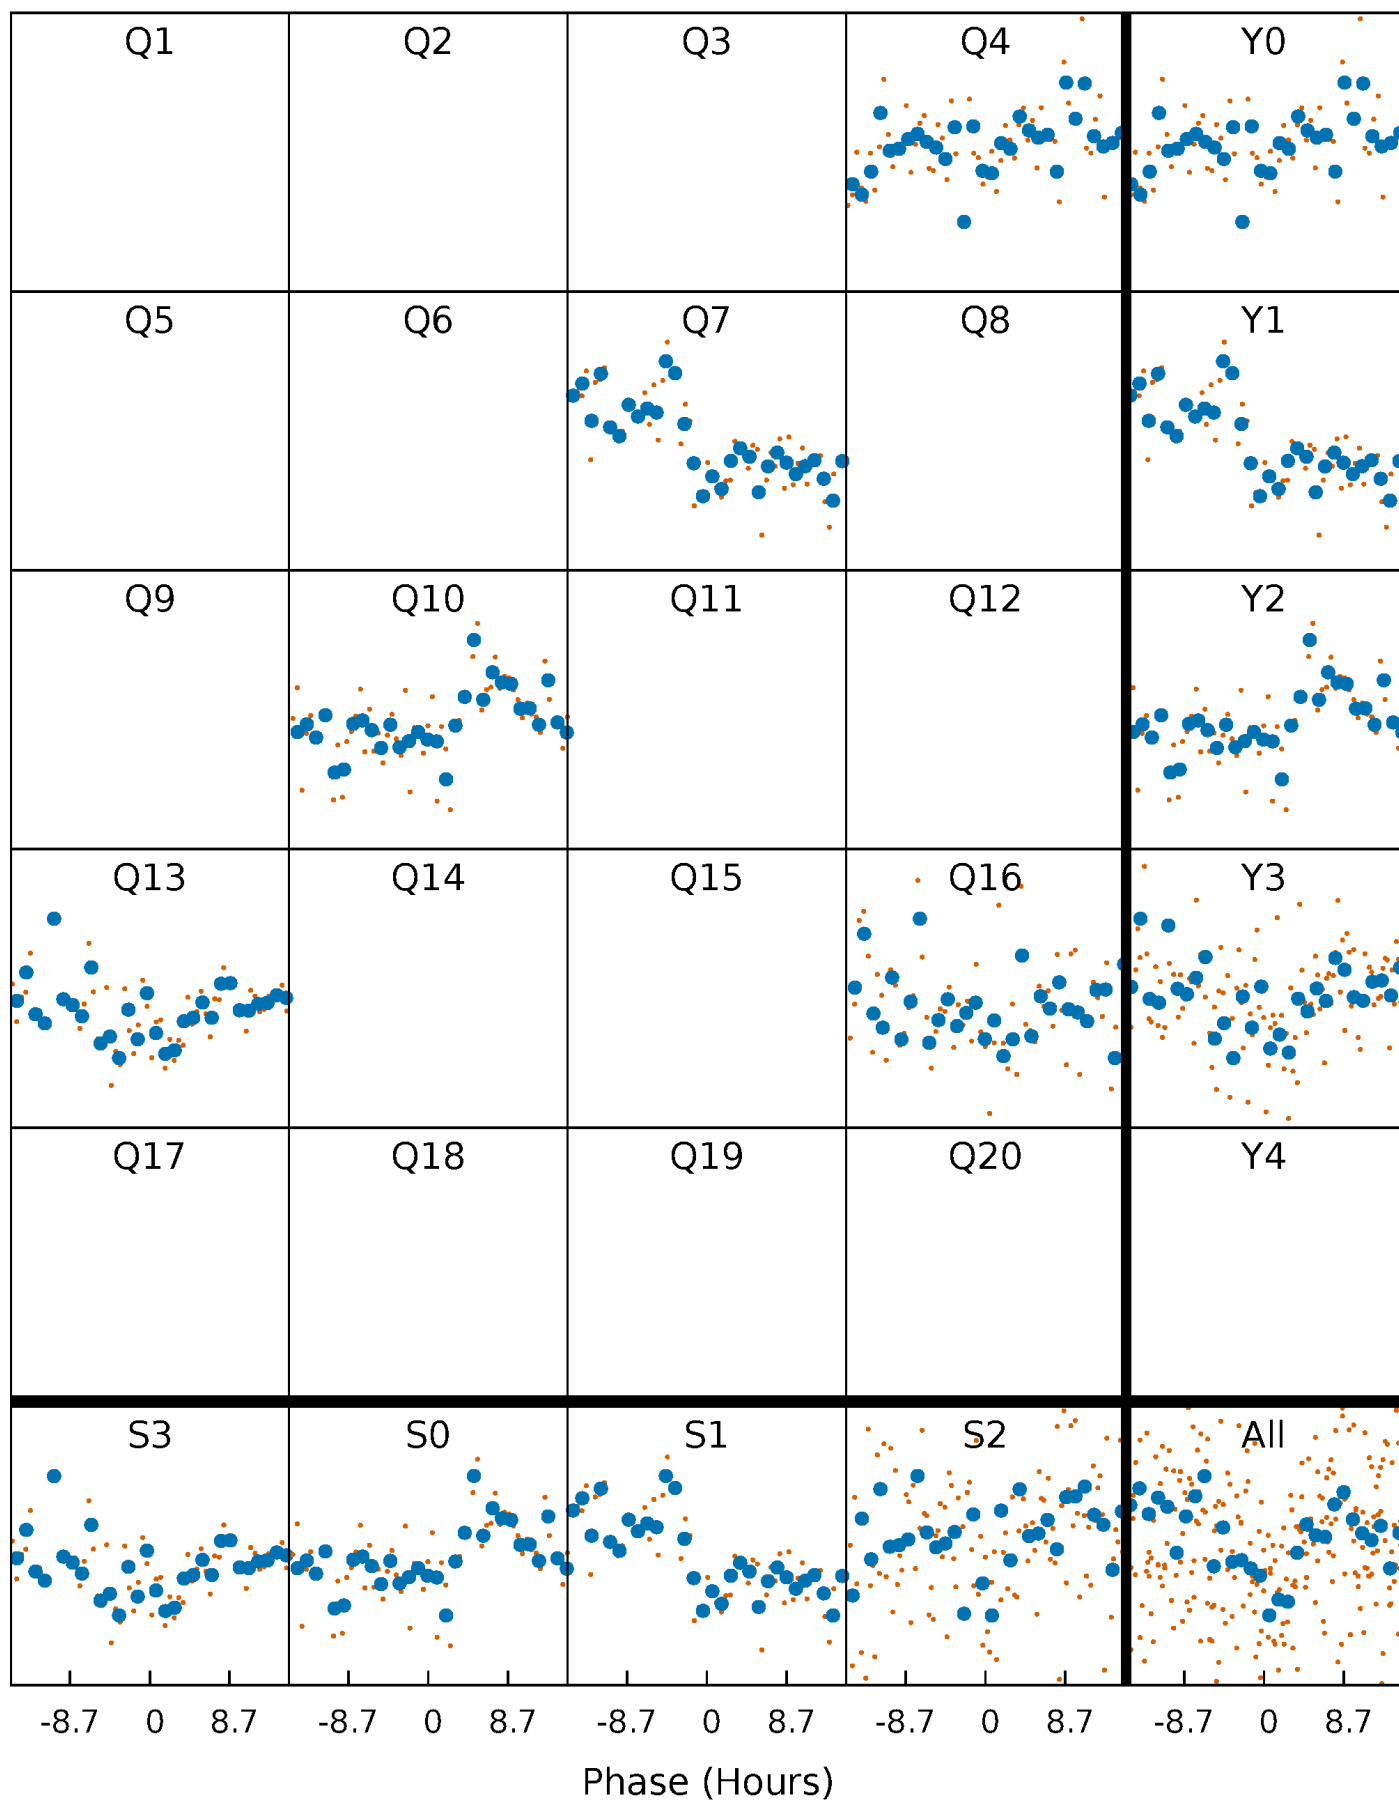 Q1 Q2 Q3 Q4 Y0
Q5 Q6 Q7 Q8 Y1
Q9 Q10 Q11 Q12 Y2
Q13 Q14 Q15 Q16 Y3
Q17 Q18 Q19 Q20 Y4
S3 S0 S1 S2 All
-8.7 0 8.7 -8.7 0 8.7 -8.7 0 8.7 -8.7 0 8.7 -8.7 0 8.7
Phase (Hours)